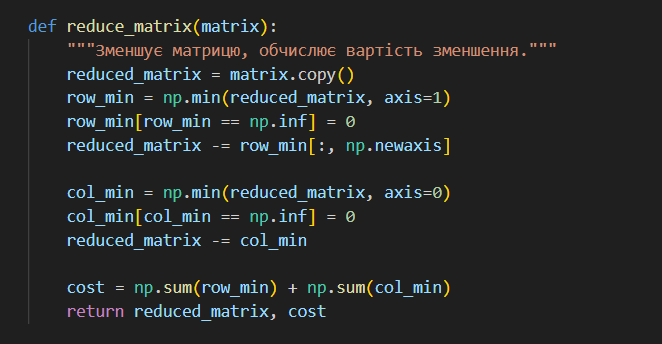 def reduce_matrix(matrix):
    """Зменшує матрицю, обчислює вартість зменшення."""
    reduced_matrix = matrix.copy()
    row_min = np.min(reduced_matrix, axis=1)
    row_min[row_min == np.inf] = 0
    reduced_matrix -= row_min[:, np.newaxis]

    col_min = np.min(reduced_matrix, axis=0)
    col_min[col_min == np.inf] = 0
    reduced_matrix -= col_min

    cost = np.sum(row_min) + np.sum(col_min)
    return reduced_matrix, cost